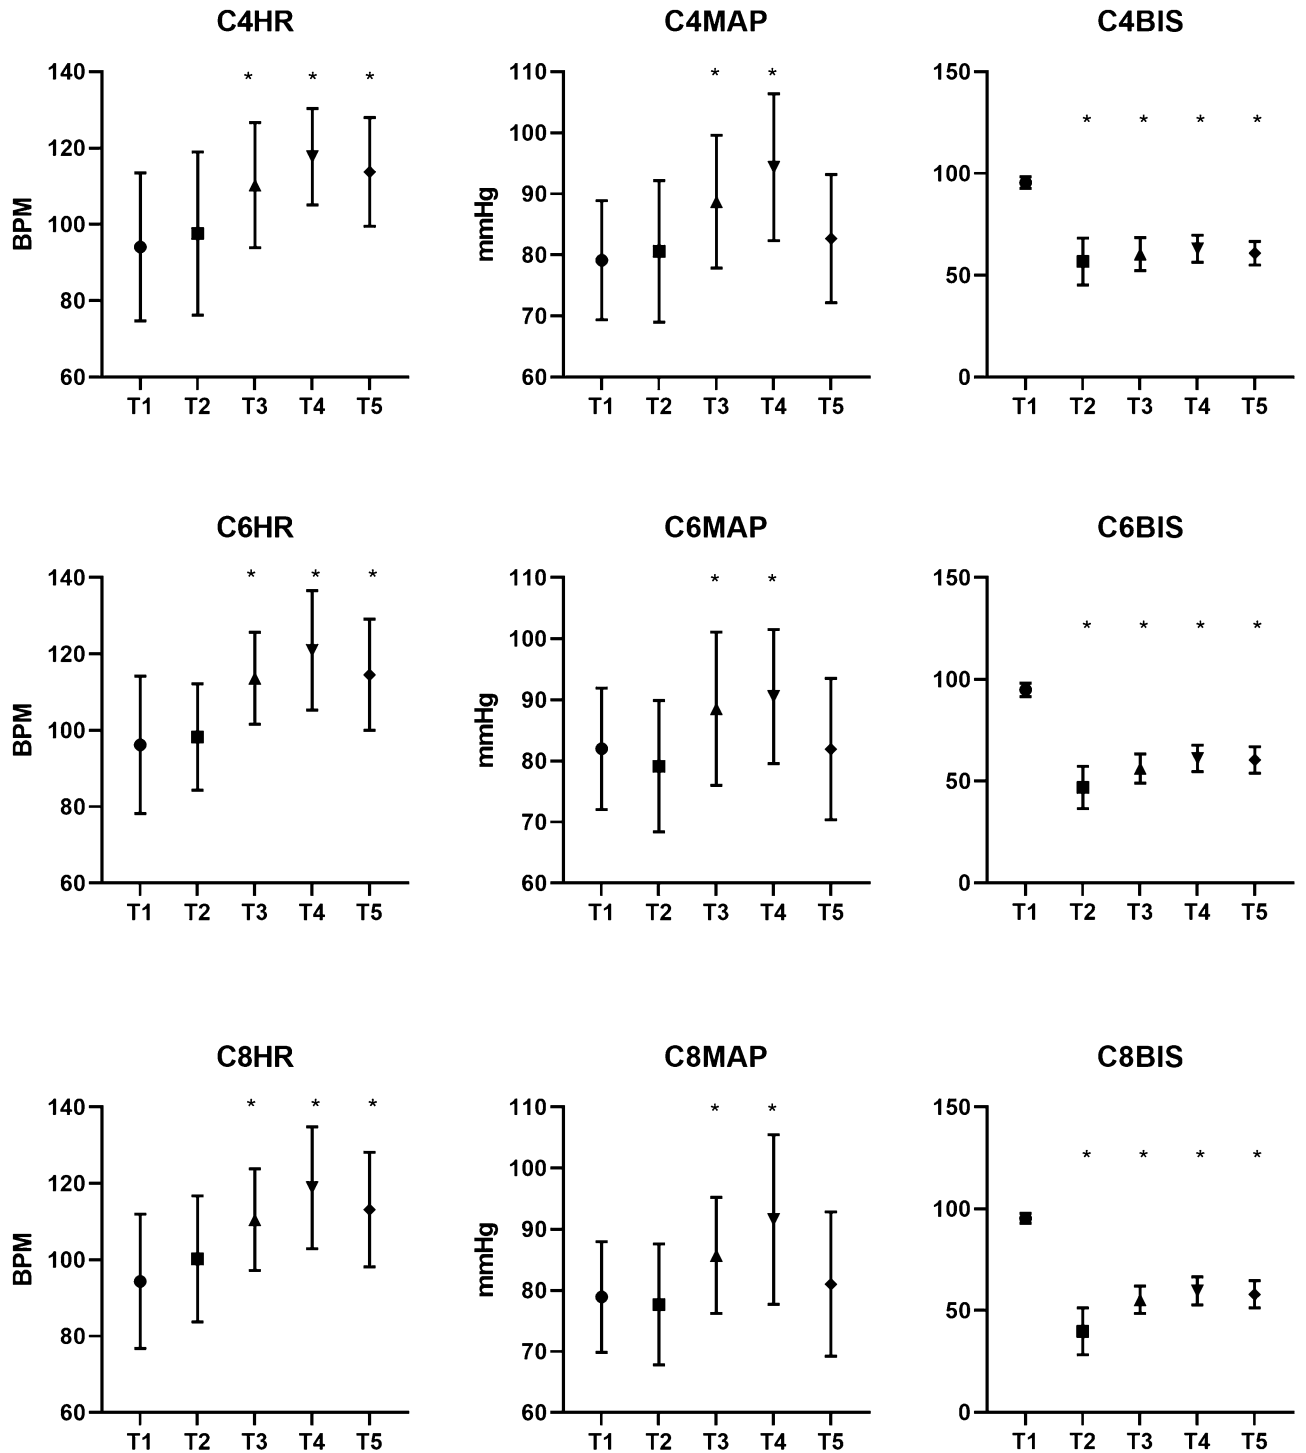 C4HR C4MAP C4BIS
140 * * * 110 * * 150
* * * *
120 100
100
BPM 100 mmHg 90
80
80 50
70
60 60 0
T1 T2 T3 T4 T5 T1 T2 T3 T4 T5 T1 T2 T3 T4 T5
C6HR C6MAP C6BIS
140 * * * 110 * * 150
* * * *
120 100
100
BPM 100 mmHg 90
80
80 50
70
60 60 0
T1 T2 T3 T4 T5 T1 T2 T3 T4 T5 T1 T2 T3 T4 T5
C8HR C8MAP C8BIS
140 * * * 110 * * 150
* * * *
120 100
100
BPM 100 mmHg 90
80
80 50
70
60 60 0
T1 T2 T3 T4 T5 T1 T2 T3 T4 T5 T1 T2 T3 T4 T5